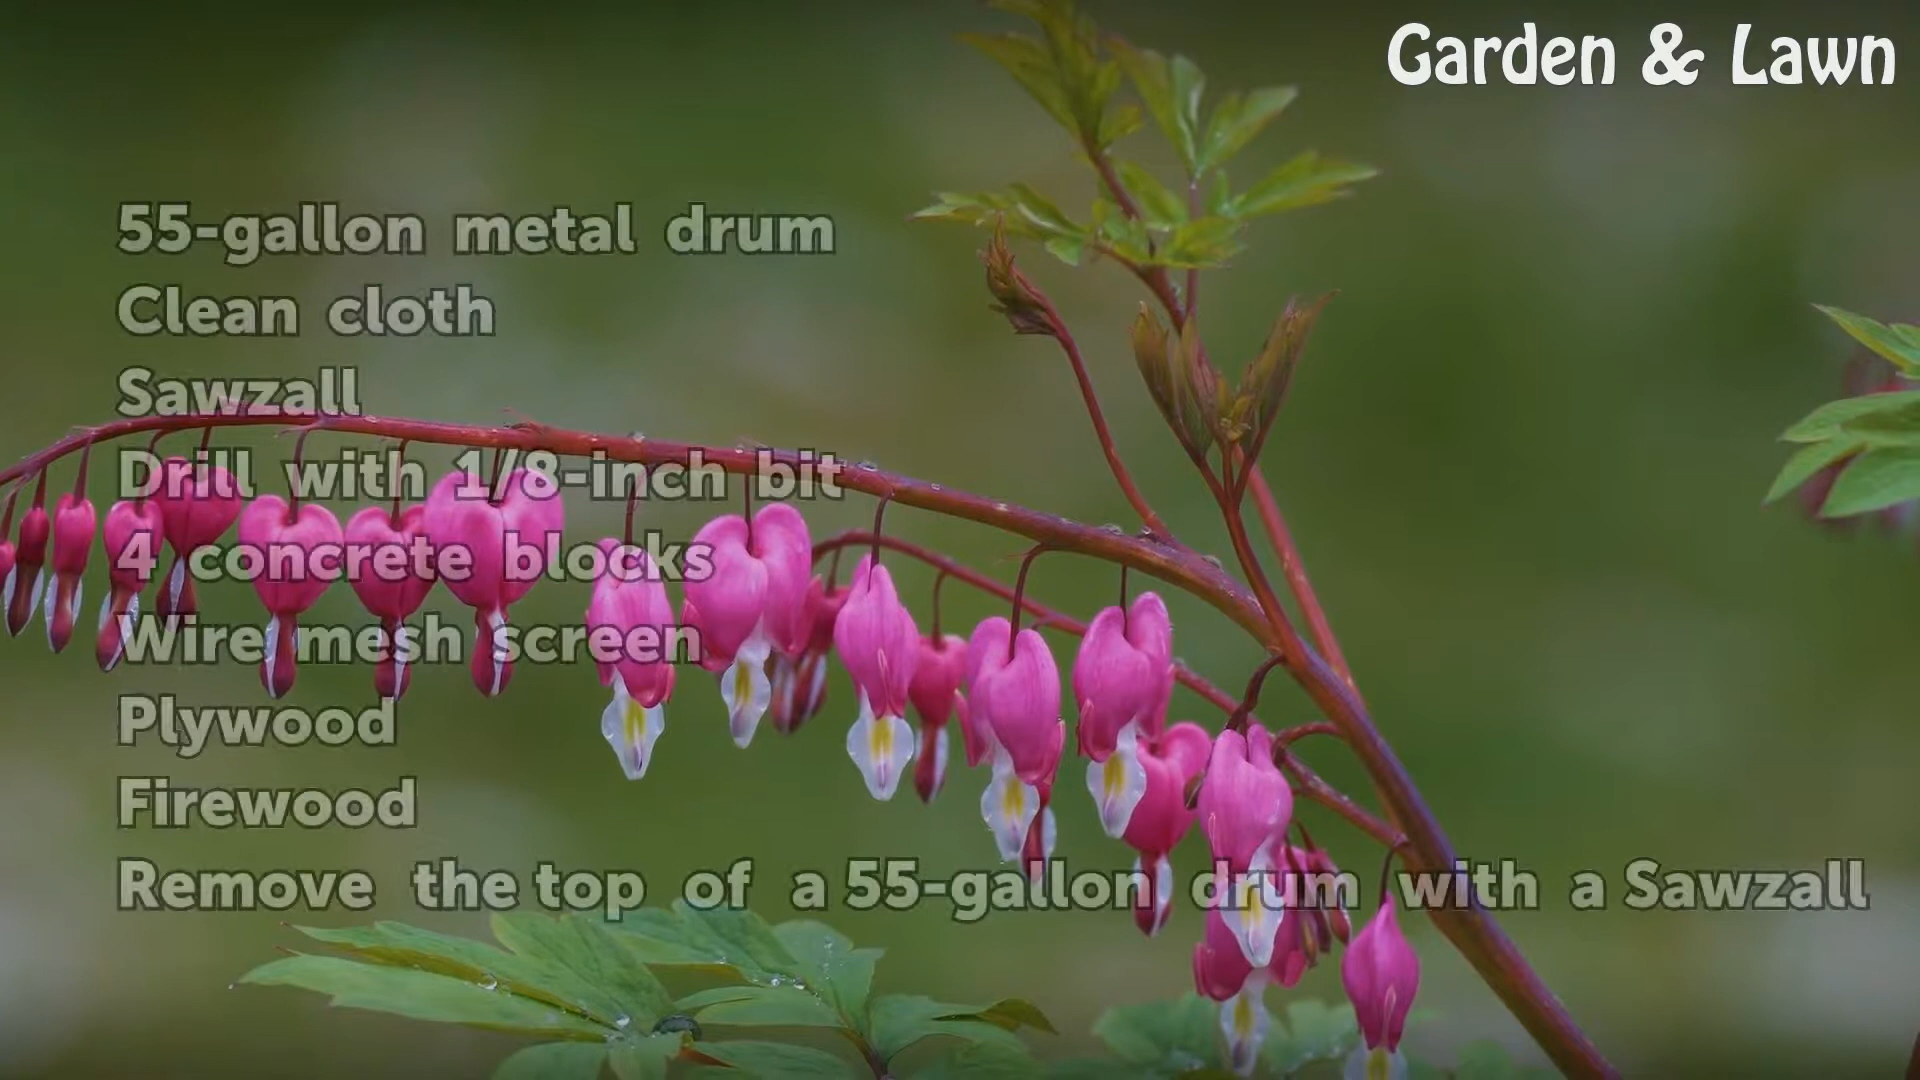 Garden & Lawn
55-gallon metal drum
Clean cloth
Sawzall
Drill with 1/8-inch bit
4 concrete blocks
Wire mesh screen
Plywood
Firewood
Remove the top of a 55-gallon drum with a Sawzall